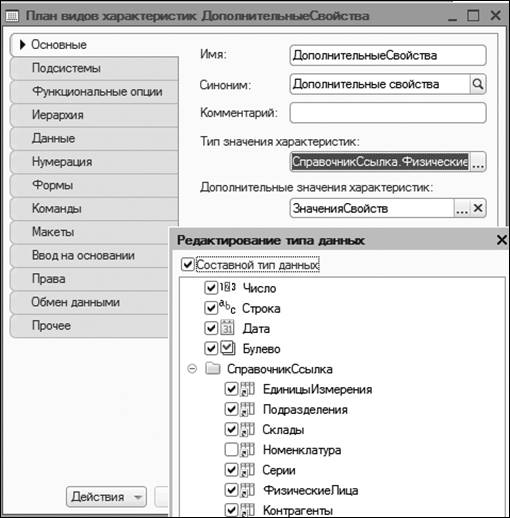 План видов характеристик ДополнительныеСвойства
Основные
Подсистемы
Функциональные опции
Иерархия
Данные
Нумерация
Формы
Команды
Макеты
Ввод на основании
Права
Обмен данными
Прочее
Действия
Имя: ДополнительныеСвойства
Синоним: Дополнительные свойства
Комментарий:
Тип значения характеристик:
СправочникСсылка.Физические ...
Дополнительные значения характеристик:
ЗначенияСвойств ...
Редактирование типа данных
Составной тип данных
Число
Строка
Дата
Булево
СправочникСсылка
ЕдиницыИзмерения
Подразделения
Склады
Номенклатура
Серии
ФизическиеЛица
Контрагенты